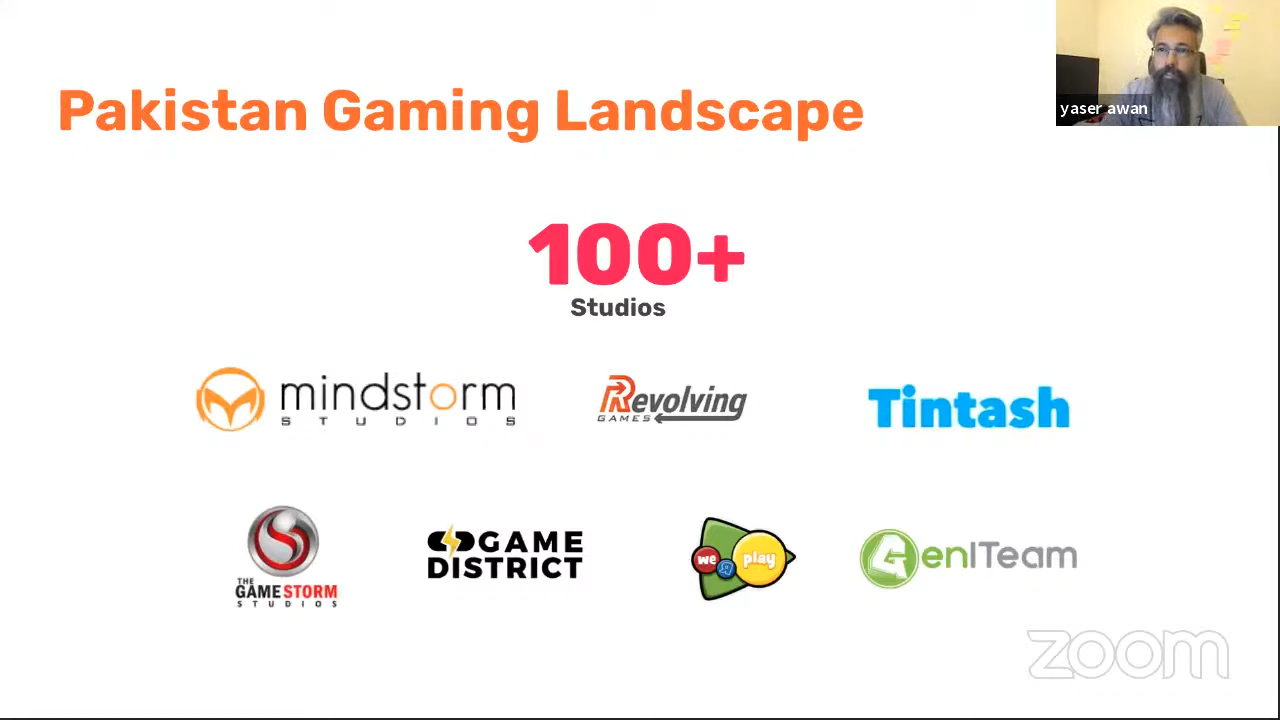 Pakistan Gaming Landscape
yaser awan
100+
Studios
mindstorm
STUDIOS
Revolving
GAMES
Tintash
THE
GAMESTORM
STUDIOS
GAME
DISTRICT
we R play
GenITeam
zoom